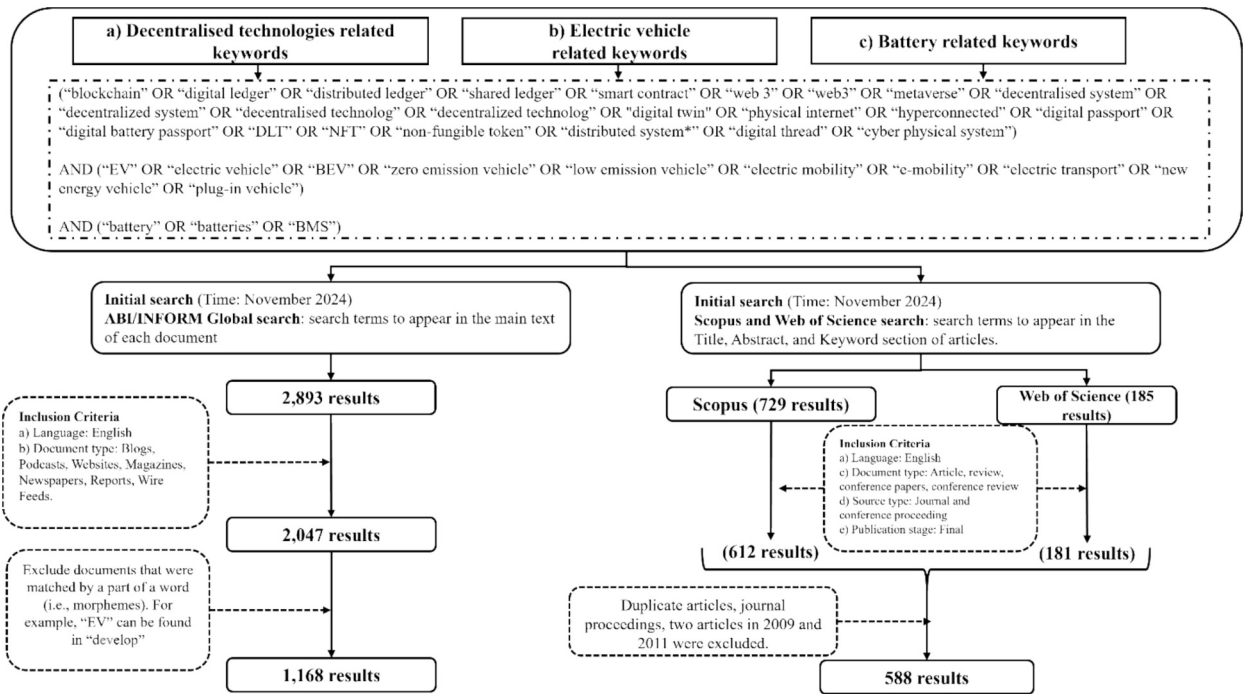 a) Decentralised technologies related
keywords
b) Electric vehicle
related keywords
c) Battery related keywords
(“blockchain” OR “digital ledger” OR “distributed ledger” OR “shared ledger” OR “smart contract” OR “web 3” OR “web3” OR “metaverse” OR “decentralised system” OR
“decentralized system” OR “decentralised technolog” OR “decentralized technolog” OR "digital twin" OR “physical internet” OR “hyperconnected” OR “digital passport” OR
“digital battery passport” OR “DLT” OR “NFT” OR “non-fungible token” OR “distributed system*” OR “digital thread” OR “cyber physical system”)
AND (“EV” OR “electric vehicle” OR “BEV” OR “zero emission vehicle” OR “low emission vehicle” OR “electric mobility” OR “e-mobility” OR “electric transport” OR “new
energy vehicle” OR “plug-in vehicle”)
AND (“battery” OR “batteries” OR “BMS”)
Initial search (Time: November 2024)
ABI/INFORM Global search: search terms to appear in the main text
of each document
2,893 results
Inclusion Criteria
a) Language: English
b) Document type: Blogs,
Podcasts, Websites, Magazines,
Newspapers, Reports, Wire
Feeds.
2,047 results
Exclude documents that were
matched by a part of a word
(i.e., morphemes). For
example, “EV” can be found
in “develop”
1,168 results
Initial search (Time: November 2024)
Scopus and Web of Science search: search terms to appear in the
Title, Abstract, and Keyword section of articles.
Scopus (729 results)
Web of Science (185
results)
Inclusion Criteria
a) Language: English
c) Document type: Article, review,
conference papers, conference review
d) Source type: Journal and
conference proceeding
e) Publication stage: Final
(612 results)
(181 results)
Duplicate articles, journal
proceedings, two articles in 2009 and
2011 were excluded.
588 results